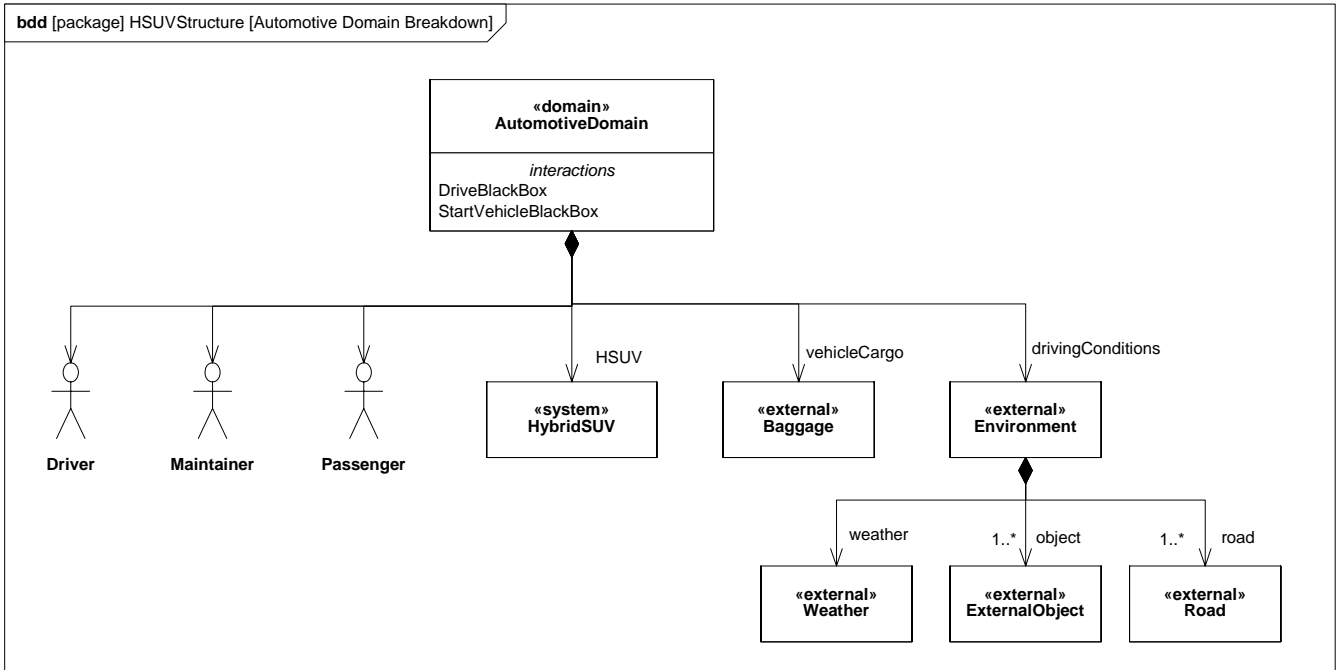 bdd [package] HSUVStructure [Automotive Domain Breakdown]
«domain»
AutomotiveDomain
interactions
DriveBlackBox
StartVehicleBlackBox
HSUV
vehicleCargo
drivingConditions
«system»
HybridSUV
«external»
Baggage
«external»
Environment
Driver
Maintainer
Passenger
weather
1..* object
1..* road
«external»
Weather
«external»
ExternalObject
«external»
Road